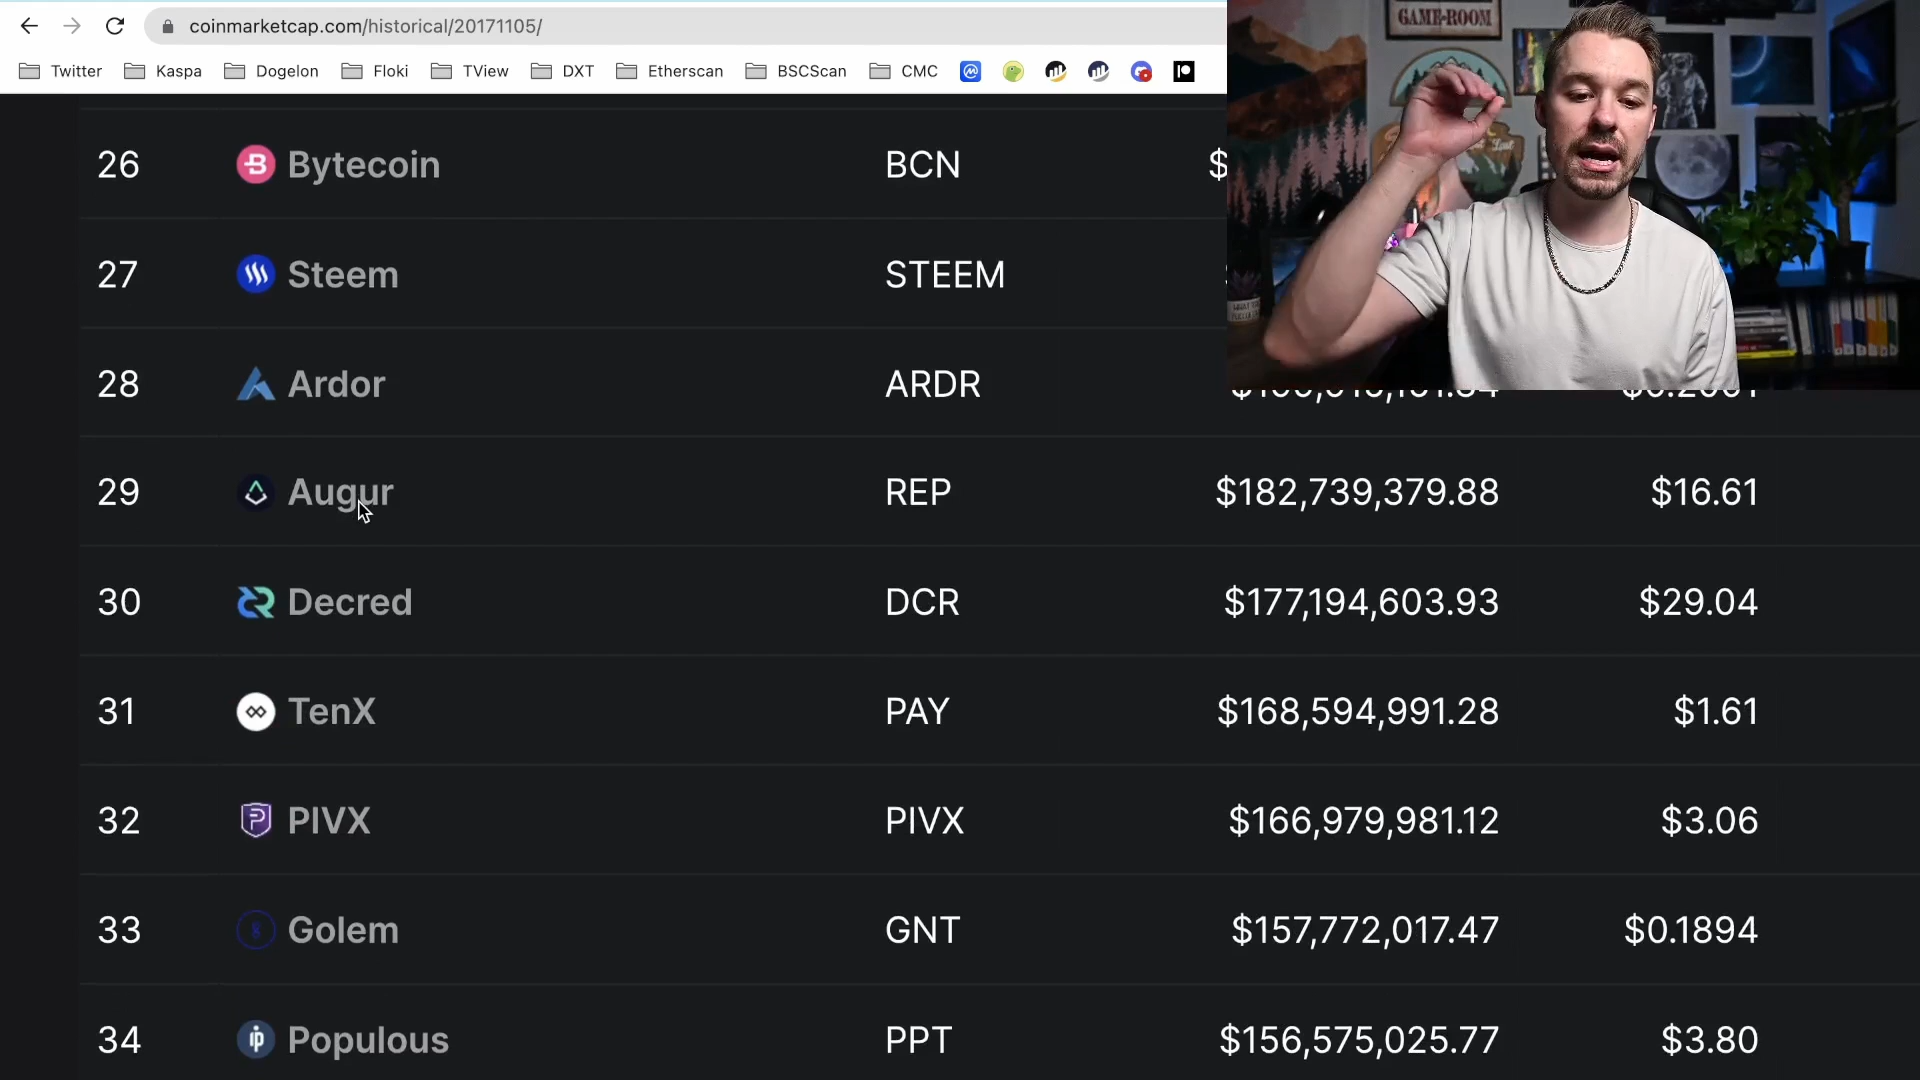 coinmarketcap.com/historical/20171105/
Twitter Kaspa Dogelon Floki TView DXT Etherscan BSCScan CMC
GAME-ROOM
26 Bytecoin BCN $
27 Steem STEEM
28 Ardor ARDR
29 Augur REP $182,739,379.88 $16.61
30 Decred DCR $177,194,603.93 $29.04
31 TenX PAY $168,594,991.28 $1.61
32 PIVX PIVX $166,979,981.12 $3.06
33 Golem GNT $157,772,017.47 $0.1894
34 Populous PPT $156,575,025.77 $3.80